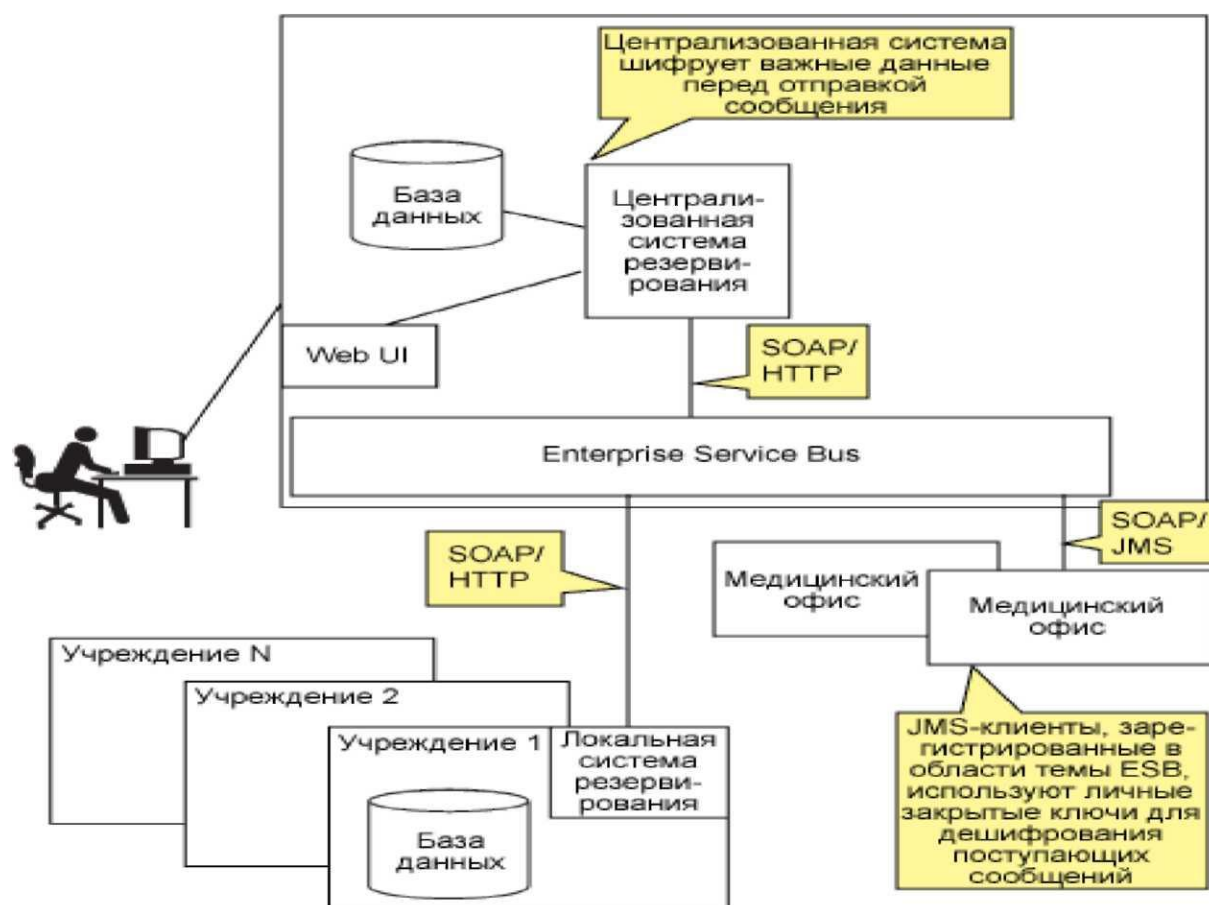 Централизованная система
шифрует важные данные
перед отправкой
сообщения
База
данных
Централи-
зованная
система
резерви-
рования
Web UI
SOAP/
HTTP
Enterprise Service Bus
SOAP/
HTTP
SOAP/
JMS
Медицинский
офис
Медицинский
офис
Учреждение N
Учреждение 2
Учреждение 1
Локальная
система
резерви-
рования
База
данных
JMS-клиенты, заре-
гистрированные в
области темы ESB,
используют личные
закрытые ключи для
дешифрования
поступающих
сообщений